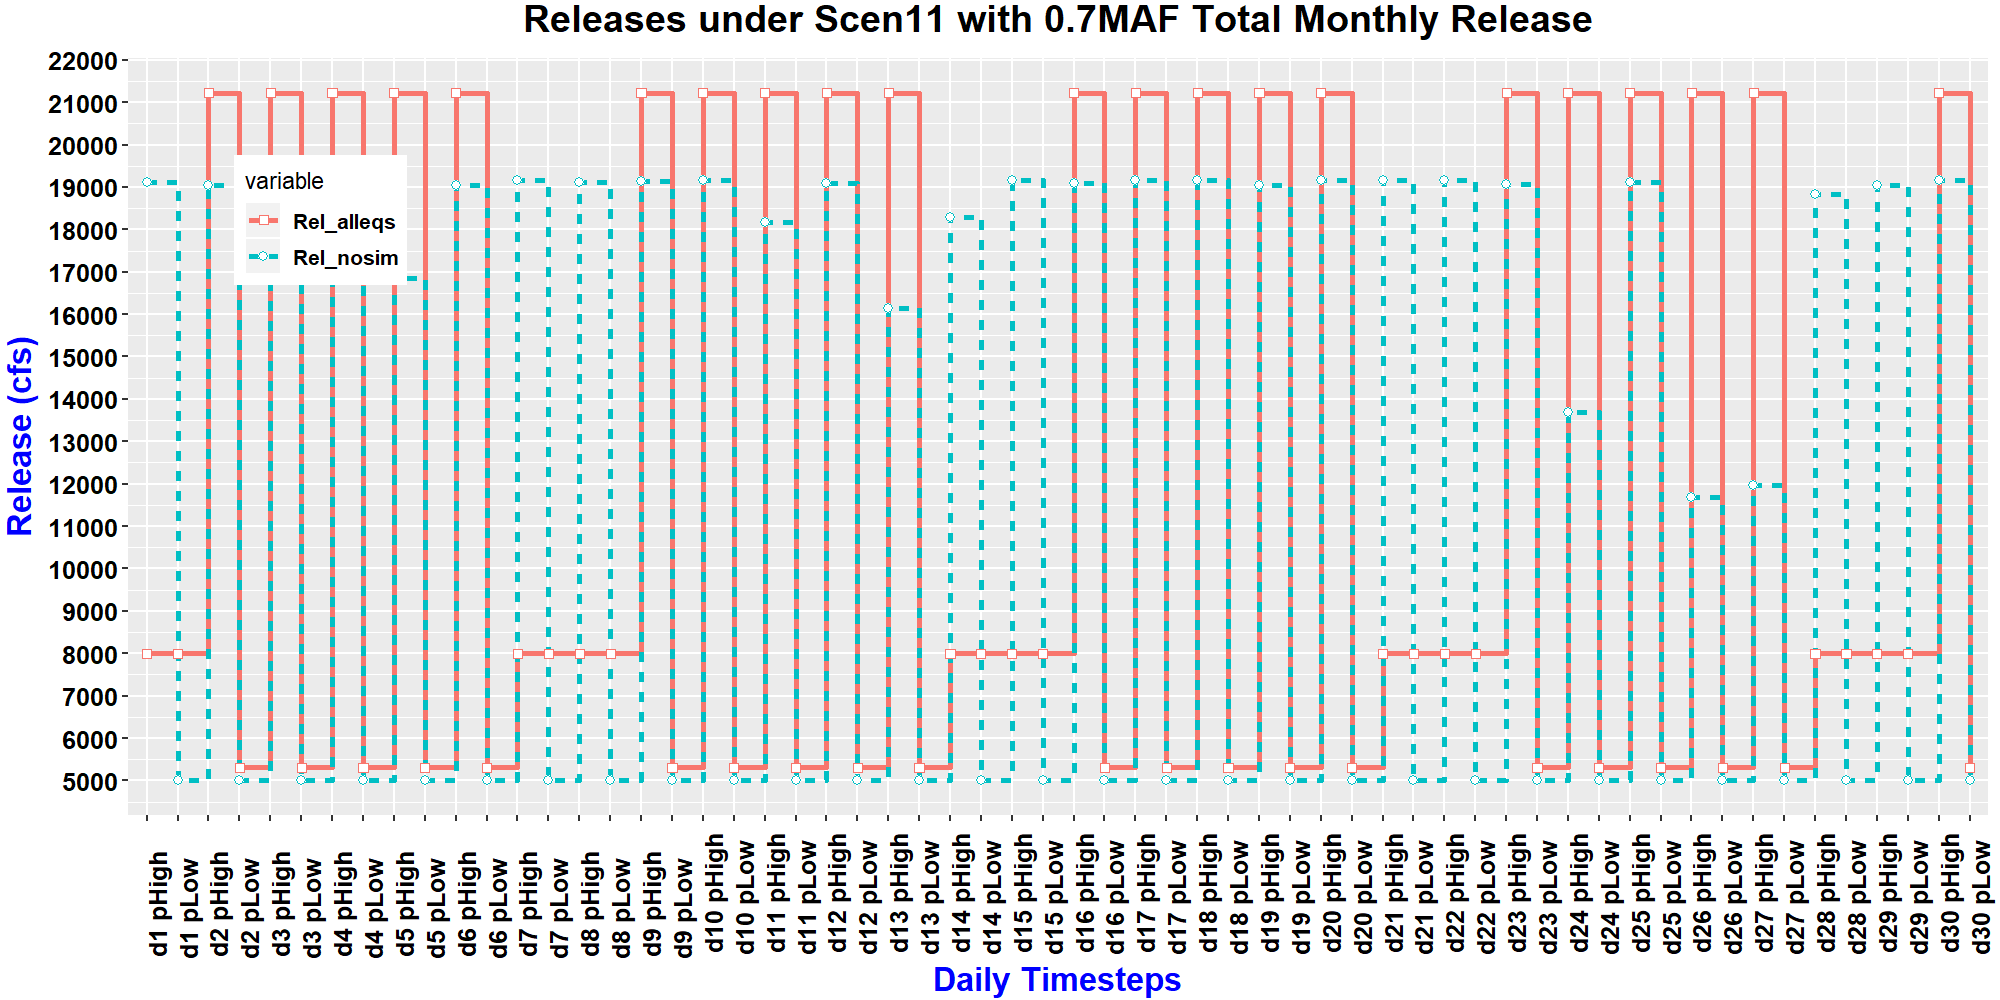 Releases under Scen11 with 0.7MAF Total Monthly Release
22000
21000
20000
19000
18000
17000
16000
15000
14000
13000
12000
11000
10000
9000
8000
7000
6000
5000
Release (cfs)
variable
Rel_alleqs
Rel_nosim
d1 pHigh
d1 pLow
d2 pHigh
d2 pLow
d3 pHigh
d3 pLow
d4 pHigh
d4 pLow
d5 pHigh
d5 pLow
d6 pHigh
d6 pLow
d7 pHigh
d7 pLow
d8 pHigh
d8 pLow
d9 pHigh
d9 pLow
d10 pHigh
d10 pLow
d11 pHigh
d11 pLow
d12 pHigh
d12 pLow
d13 pHigh
d13 pLow
d14 pHigh
d14 pLow
d15 pHigh
d15 pLow
d16 pHigh
d16 pLow
d17 pHigh
d17 pLow
d18 pHigh
d18 pLow
d19 pHigh
d19 pLow
d20 pHigh
d20 pLow
d21 pHigh
d21 pLow
d22 pHigh
d22 pLow
d23 pHigh
d23 pLow
d24 pHigh
d24 pLow
d25 pHigh
d25 pLow
d26 pHigh
d26 pLow
d27 pHigh
d27 pLow
d28 pHigh
d28 pLow
d29 pHigh
d29 pLow
d30 pHigh
d30 pLow
Daily Timesteps